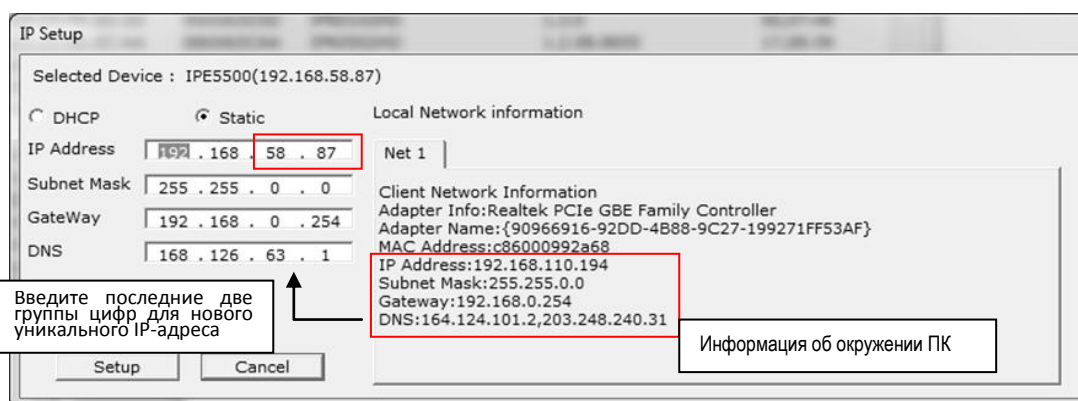 IP Setup
Selected Device : IPE5500(192.168.58.87)
DHCP Static
IP Address 192 . 168 . 58 . 87
Subnet Mask 255 . 255 . 0 . 0
GateWay 192 . 168 . 0 . 254
DNS 168 . 126 . 63 . 1
Введите последние две
группы цифр для нового
уникального IP-адреса
Setup Cancel
Local Network information
Net 1
Client Network Information
Adapter Info:Realtek PCIe GBE Family Controller
Adapter Name:{90966916-92DD-4B88-9C27-199271FF53AF}
MAC Address:c86000992a68
IP Address:192.168.110.194
Subnet Mask:255.255.0.0
Gateway:192.168.0.254
DNS:164.124.101.2,203.248.240.31
Информация об окружении ПК